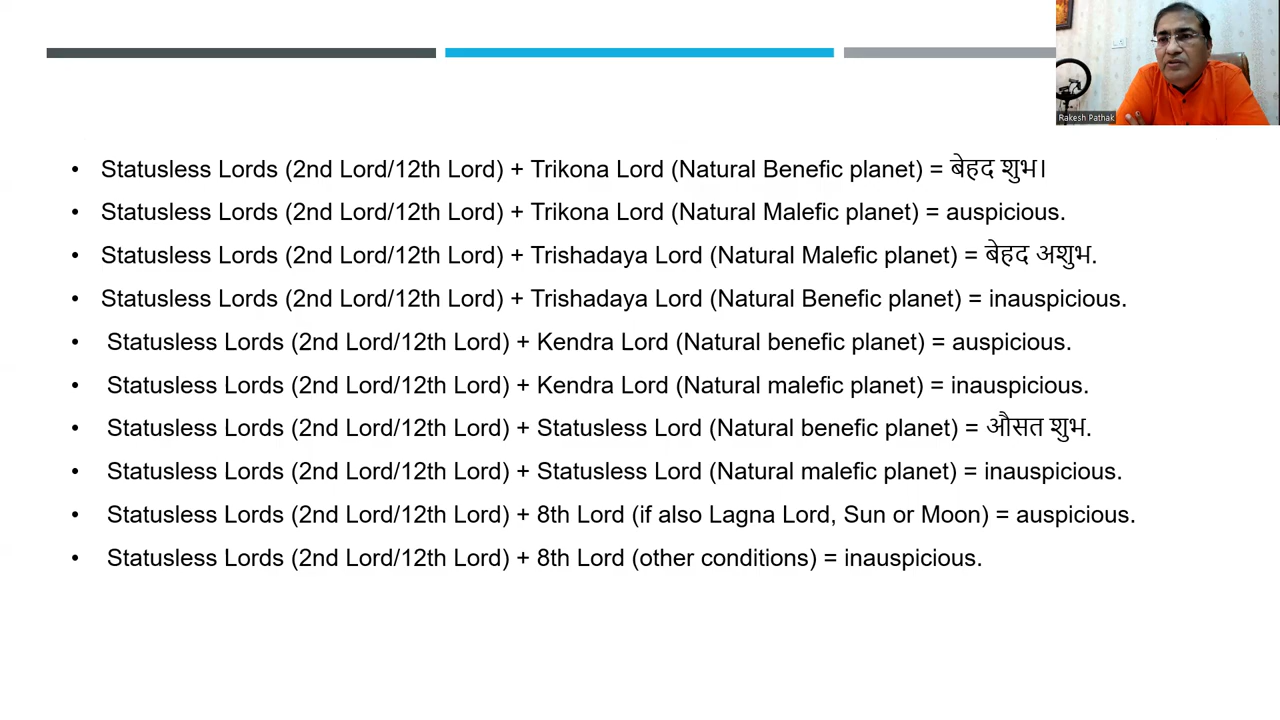 Rakesh Pathak
• Statusless Lords (2nd Lord/12th Lord) + Trikona Lord (Natural Benefic planet) = बेहद शुभ।
• Statusless Lords (2nd Lord/12th Lord) + Trikona Lord (Natural Malefic planet) = auspicious.
• Statusless Lords (2nd Lord/12th Lord) + Trishadaya Lord (Natural Malefic planet) = बेहद अशुभ.
• Statusless Lords (2nd Lord/12th Lord) + Trishadaya Lord (Natural Benefic planet) = inauspicious.
• Statusless Lords (2nd Lord/12th Lord) + Kendra Lord (Natural benefic planet) = auspicious.
• Statusless Lords (2nd Lord/12th Lord) + Kendra Lord (Natural malefic planet) = inauspicious.
• Statusless Lords (2nd Lord/12th Lord) + Statusless Lord (Natural benefic planet) = औसत शुभ.
• Statusless Lords (2nd Lord/12th Lord) + Statusless Lord (Natural malefic planet) = inauspicious.
• Statusless Lords (2nd Lord/12th Lord) + 8th Lord (if also Lagna Lord, Sun or Moon) = auspicious.
• Statusless Lords (2nd Lord/12th Lord) + 8th Lord (other conditions) = inauspicious.